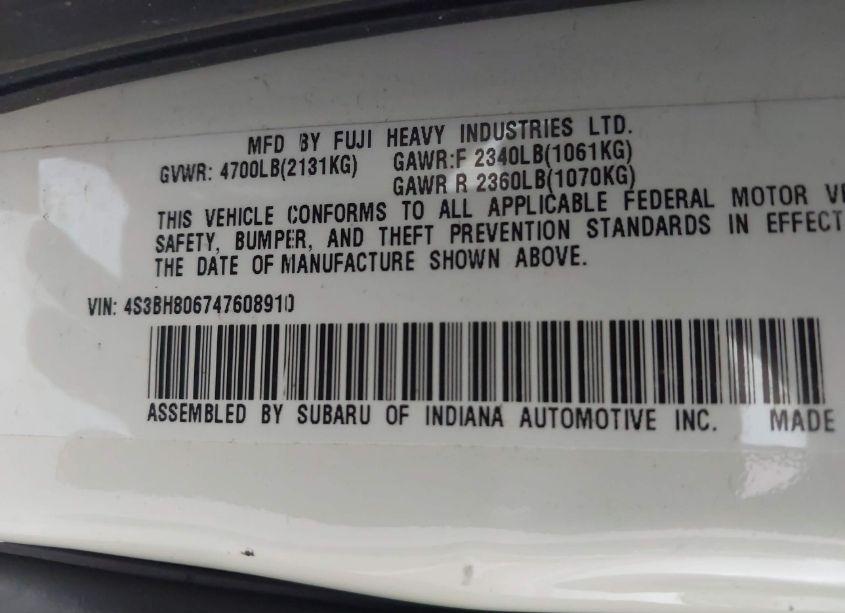 MFD BY FUJI HEAVY INDUSTRIES LTD.
GVWR: 4700LB(2131KG) GAWR:F 2340LB(1061KG)
GAWR R 2360LB(1070KG)
THIS VEHICLE CONFORMS TO ALL APPLICABLE FEDERAL MOTOR VE
SAFETY, BUMPER, AND THEFT PREVENTION STANDARDS IN EFFECT
THE DATE OF MANUFACTURE SHOWN ABOVE.
VIN: 4S3BH806747608910
ASSEMBLED BY SUBARU OF INDIANA AUTOMOTIVE INC. MADE